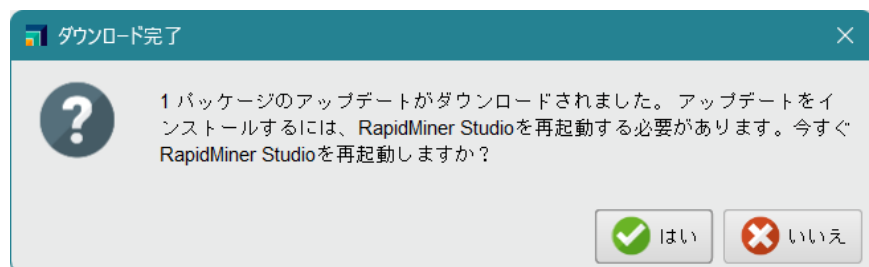 ダウンロード完了
1 パッケージのアップデートがダウンロードされました。 アップデートをイ
ンストールするには、RapidMiner Studioを再起動する必要があります。今すぐ
RapidMiner Studioを再起動しますか？
はい
いいえ